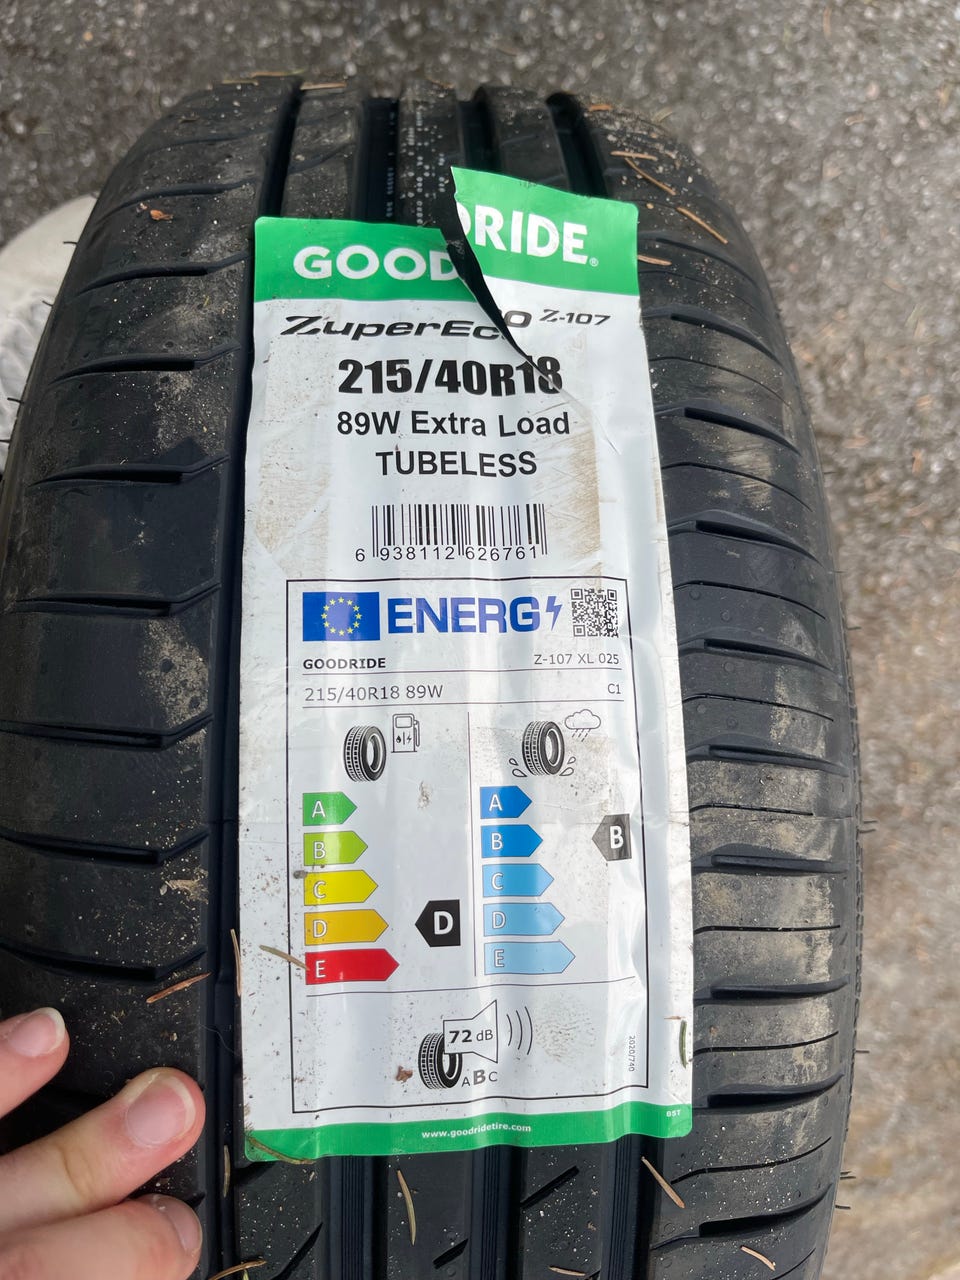 GOODRIDE®
ZuperEco Z-107
215/40R18
89W Extra Load
TUBELESS
6 938112 626761
ENERG
GOODRIDE Z-107 XL 025
215/40R18 89W C1
A A
B B B
C C
D D D
E E
72 dB
ABC
2020/740
BST
www.goodridetire.com